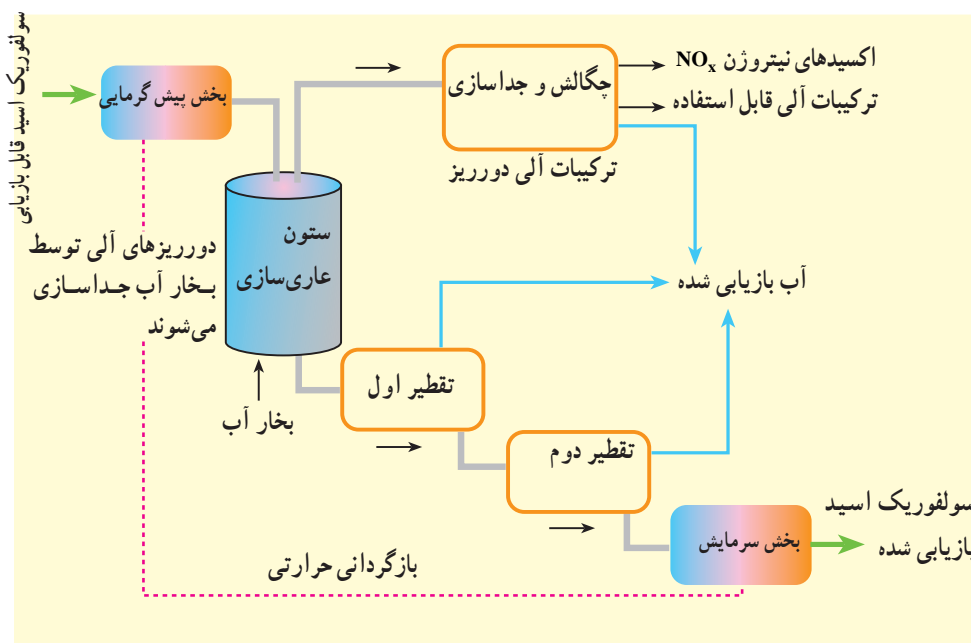 سولفوریک اسید قابل بازیابی
بخش پیش گرمایی
چگالش و جداسازی
اکسیدهای نیتروژن NOx
ترکیبات آلی قابل استفاده
ترکیبات آلی دورریز
ستون
عاری‌سازی
دورریزهای آلی توسط
بخار آب جداسازی
می‌شوند
آب بازیابی شده
بخار آب
تقطیر اول
تقطیر دوم
بخش سرمایش
سولفوریک اسید
بازیابی شده
بازگردانی حرارتی